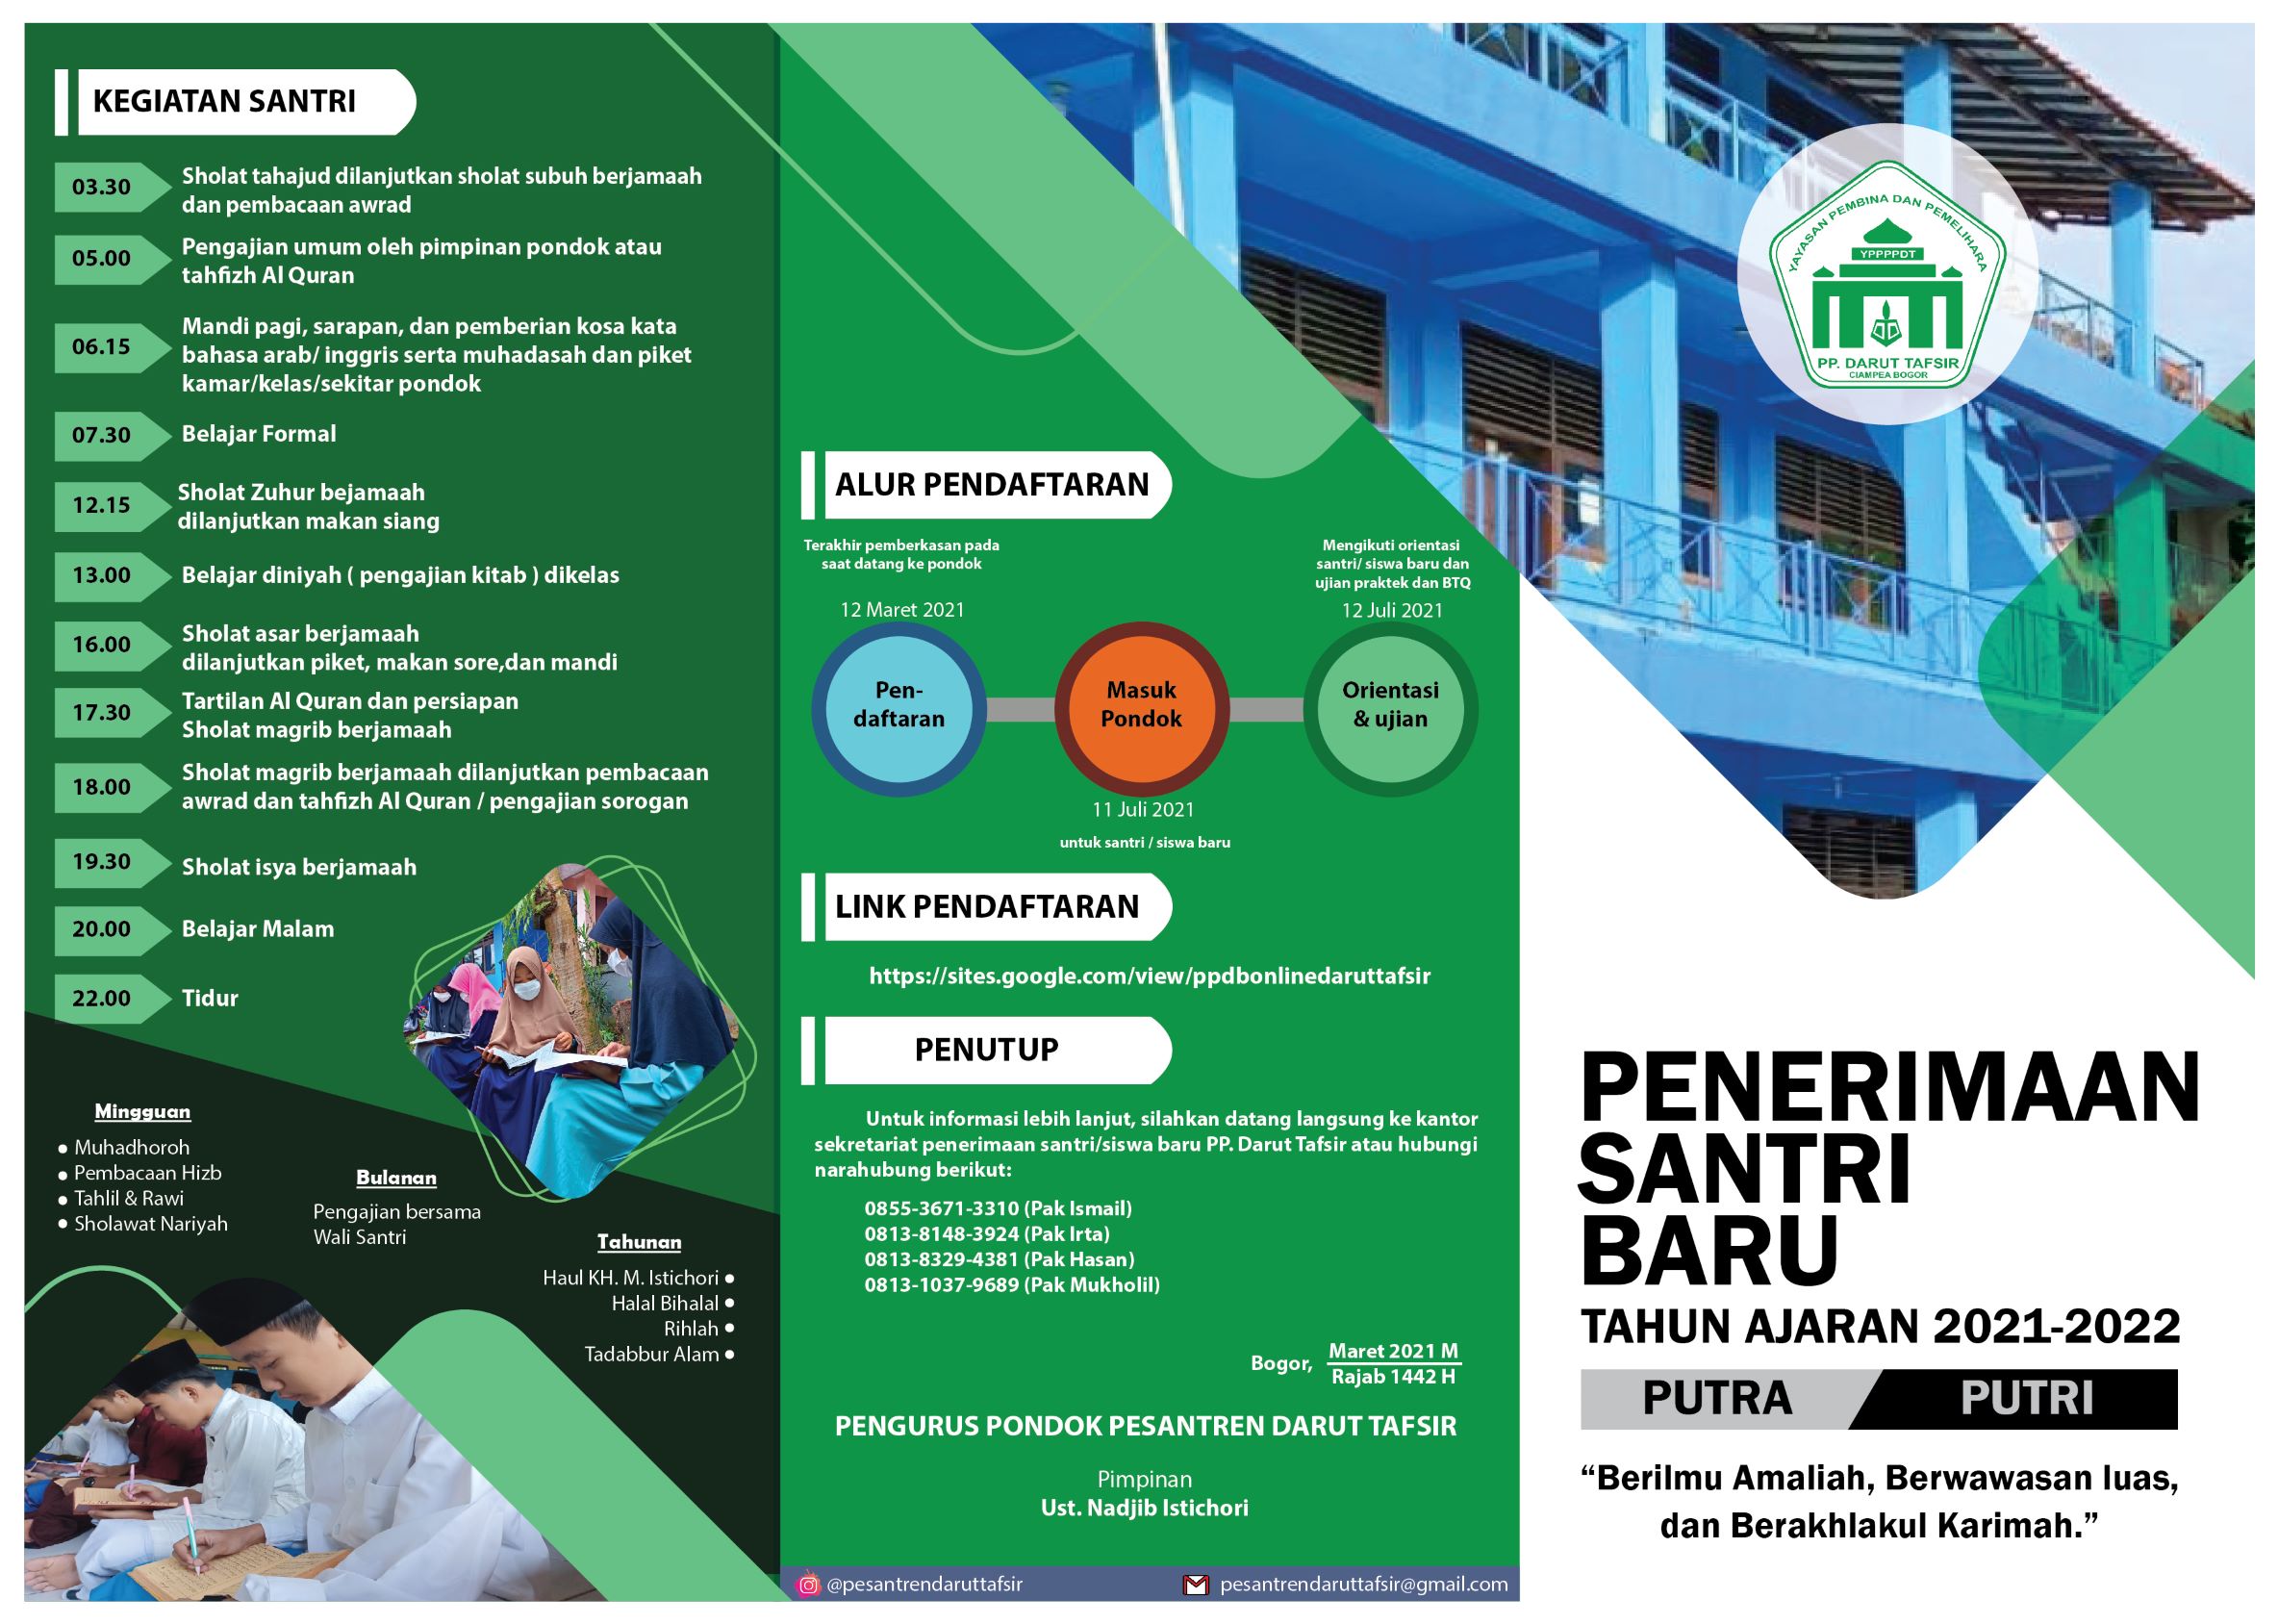 KEGIATAN SANTRI
03.30
Sholat tahajud dilanjutkan sholat subuh berjamaah
dan pembacaan awrad
05.00
Pengajian umum oleh pimpinan pondok atau
tahfizh Al Quran
06.15
Mandi pagi, sarapan, dan pemberian kosa kata
bahasa arab/ inggris serta muhadasah dan piket
kamar/kelas/sekitar pondok
07.30
Belajar Formal
12.15
Sholat Zuhur bejamaah
dilanjutkan makan siang
13.00
Belajar diniyah ( pengajian kitab ) dikelas
16.00
Sholat asar berjamaah
dilanjutkan piket, makan sore,dan mandi
17.30
Tartilan Al Quran dan persiapan
Sholat magrib berjamaah
18.00
Sholat magrib berjamaah dilanjutkan pembacaan
awrad dan tahfizh Al Quran / pengajian sorogan
19.30
Sholat isya berjamaah
20.00
Belajar Malam
22.00
Tidur
Mingguan
• Muhadhoroh
• Pembacaan Hizb
• Tahlil & Rawi
• Sholawat Nariyah
Bulanan
Pengajian bersama
Wali Santri
Tahunan
Haul KH. M. Istichori •
Halal Bihalal •
Rihlah •
Tadabbur Alam •
ALUR PENDAFTARAN
Terakhir pemberkasan pada
saat datang ke pondok
12 Maret 2021
Pen-
daftaran
Masuk
Pondok
11 Juli 2021
untuk santri / siswa baru
Mengikuti orientasi
santri/ siswa baru dan
ujian praktek dan BTQ
12 Juli 2021
Orientasi
& ujian
LINK PENDAFTARAN
https://sites.google.com/view/ppdbonlinedaruttafsir
PENUTUP
Untuk informasi lebih lanjut, silahkan datang langsung ke kantor
sekretariat penerimaan santri/siswa baru PP. Darut Tafsir atau hubungi
narahubung berikut:
0855-3671-3310 (Pak Ismail)
0813-8148-3924 (Pak Irta)
0813-8329-4381 (Pak Hasan)
0813-1037-9689 (Pak Mukholil)
Bogor,
Maret 2021 M
Rajab 1442 H
PENGURUS PONDOK PESANTREN DARUT TAFSIR
Pimpinan
Ust. Nadjib Istichori
@pesantrendaruttafsir
pesantrendaruttafsir@gmail.com
YAYASAN PEMBINA DAN PEMELIHARA
YPPPPDT
PP. DARUT TAFSIR
CIAMPEA BOGOR
PENERIMAAN
SANTRI
BARU
TAHUN AJARAN 2021-2022
PUTRA
PUTRI
“Berilmu Amaliah, Berwawasan luas,
dan Berakhlakul Karimah.”